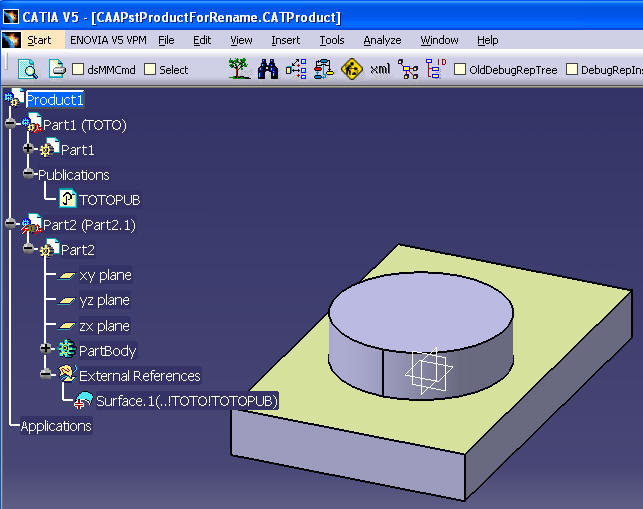 CATIA V5 - [CAAPstProductForRename.CATProduct]
Start ENOVIA V5 VPM File Edit View Insert Tools Analyze Window Help
dsMMCmd Select xml OldDebugRepTree DebugRepIn
Product1
Part1 (TOTO)
Part1
Publications
TOTOPUB
Part2 (Part2.1)
Part2
xy plane
yz plane
zx plane
PartBody
External References
Surface.1(..!TOTO!TOTOPUB)
Applications